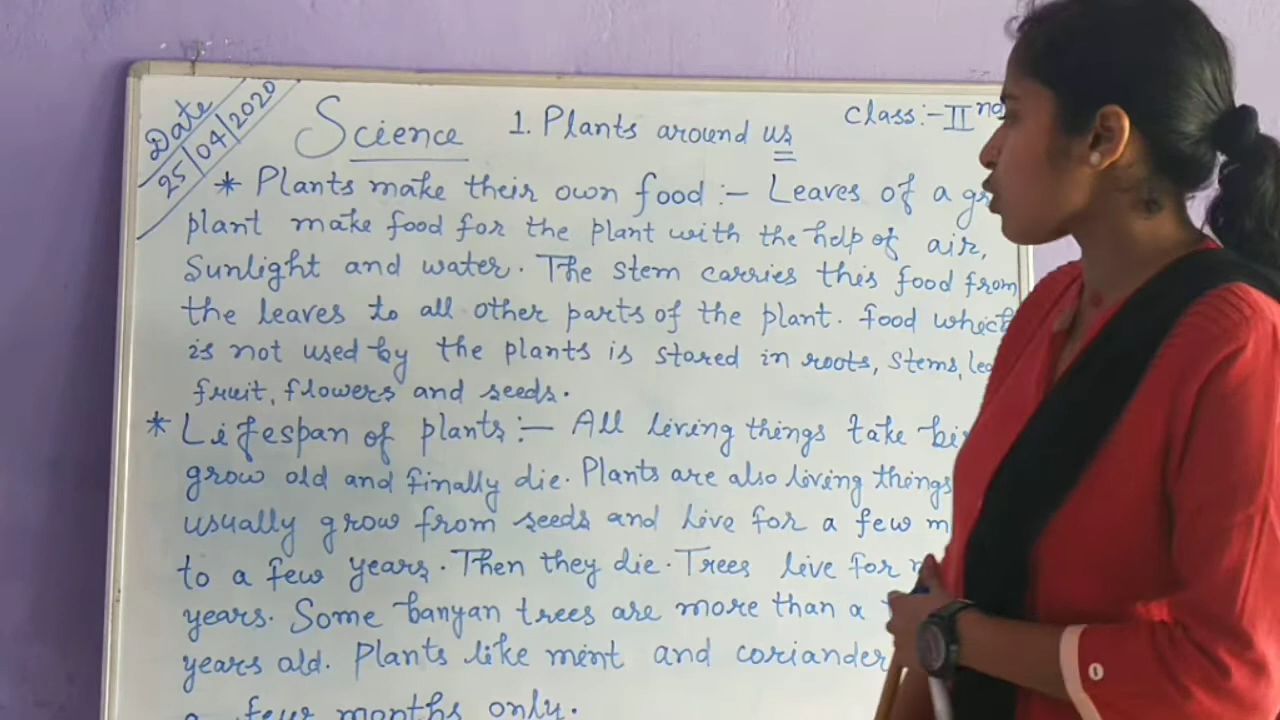 Date
25/04/2020
Science 1. Plants around us
Class:- IInd
* Plants make their own food :- Leaves of a
plant make food for the plant with the help of air,
Sunlight and water. The stem carries this food from
the leaves to all other parts of the plant. food which
is not used by the plants is stored in roots, stems,
fruit, flowers and seeds.
* Lifespan of plants :- All living things take
grow old and finally die. Plants are also living things
usually grow from seeds and live for a few
to a few years. Then they die. Trees live for
years. Some banyan trees are more than a
years old. Plants like mint and coriander
a few months only.